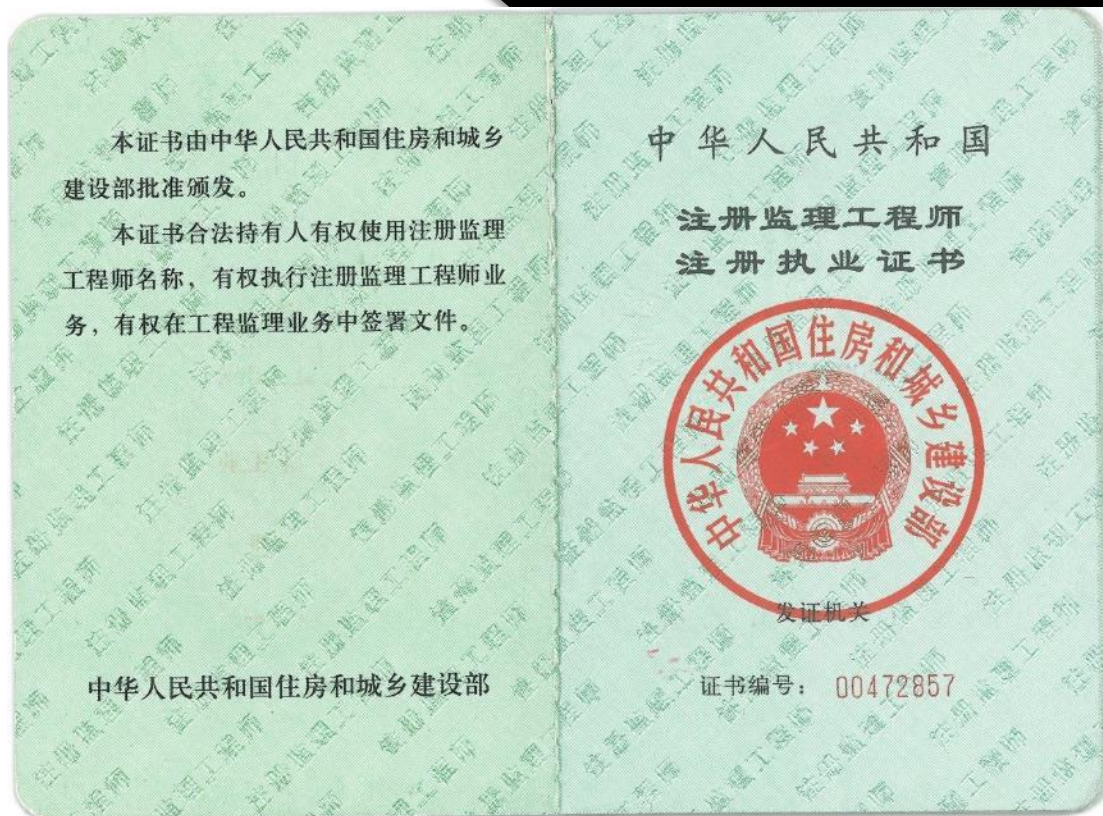 本证书由中华人民共和国住房和城乡
建设部批准颁发。
本证书合法持有人有权使用注册监理
工程师名称，有权执行注册监理工程师业
务，有权在工程监理业务中签署文件。
中华人民共和国住房和城乡建设部
中华人民共和国
注册监理工程师
注册执业证书
中华人民共和国住房和城乡建设部
发证机关
证书编号： 00472857